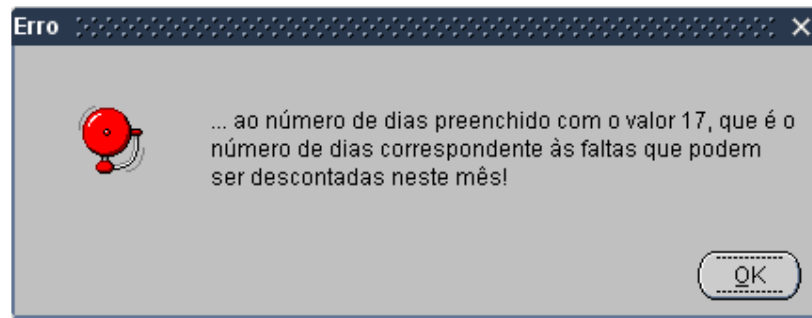 Erro
... ao número de dias preenchido com o valor 17, que é o
número de dias correspondente às faltas que podem
ser descontadas neste mês!
OK